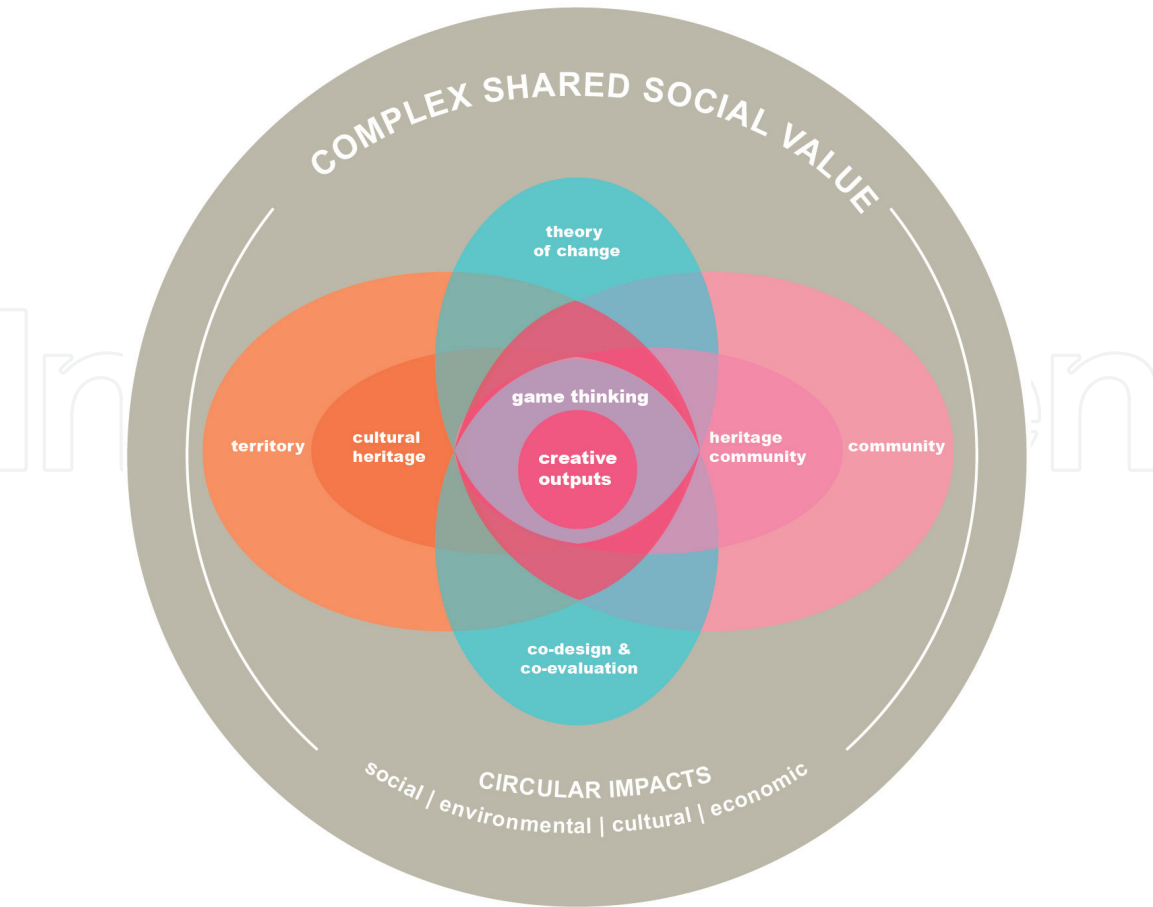 COMPLEX SHARED SOCIAL VALUE
theory
of change
game thinking
territory
cultural
heritage
creative
outputs
heritage
community
community
co-design &
co-evaluation
CIRCULAR IMPACTS
social | environmental | cultural | economic